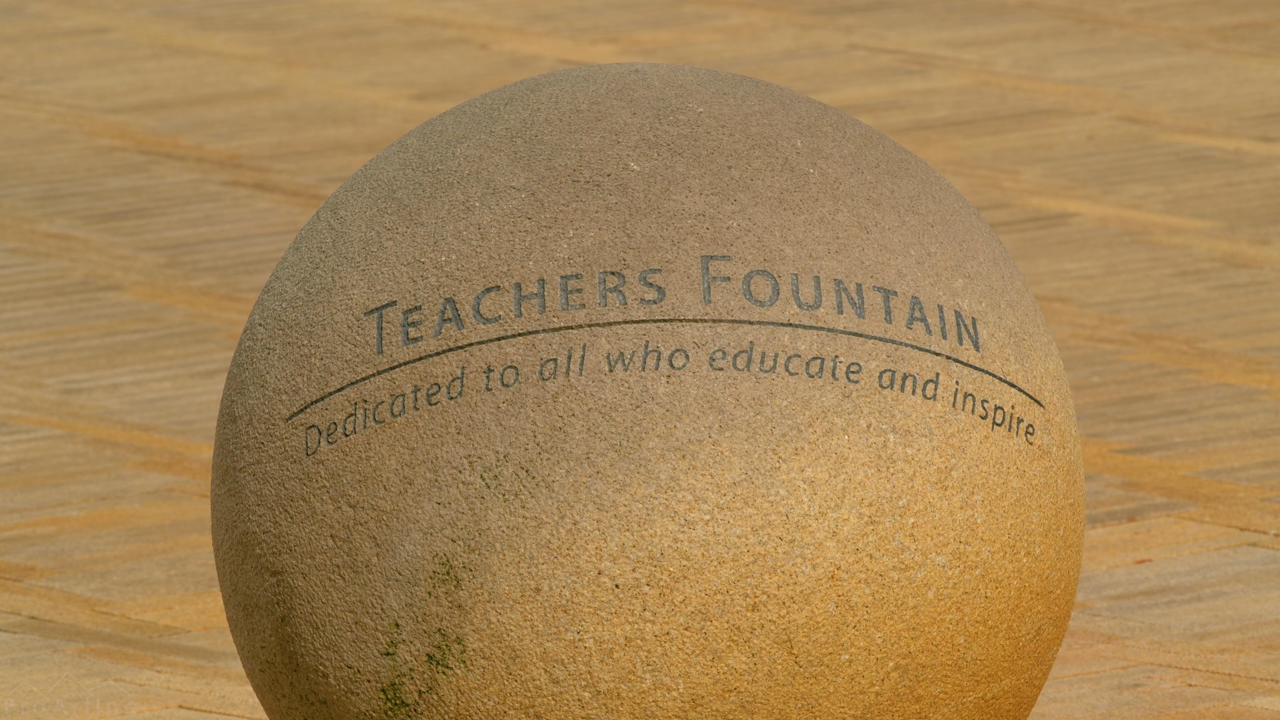 TEACHERS FOUNTAIN
Dedicated to all who educate and inspire